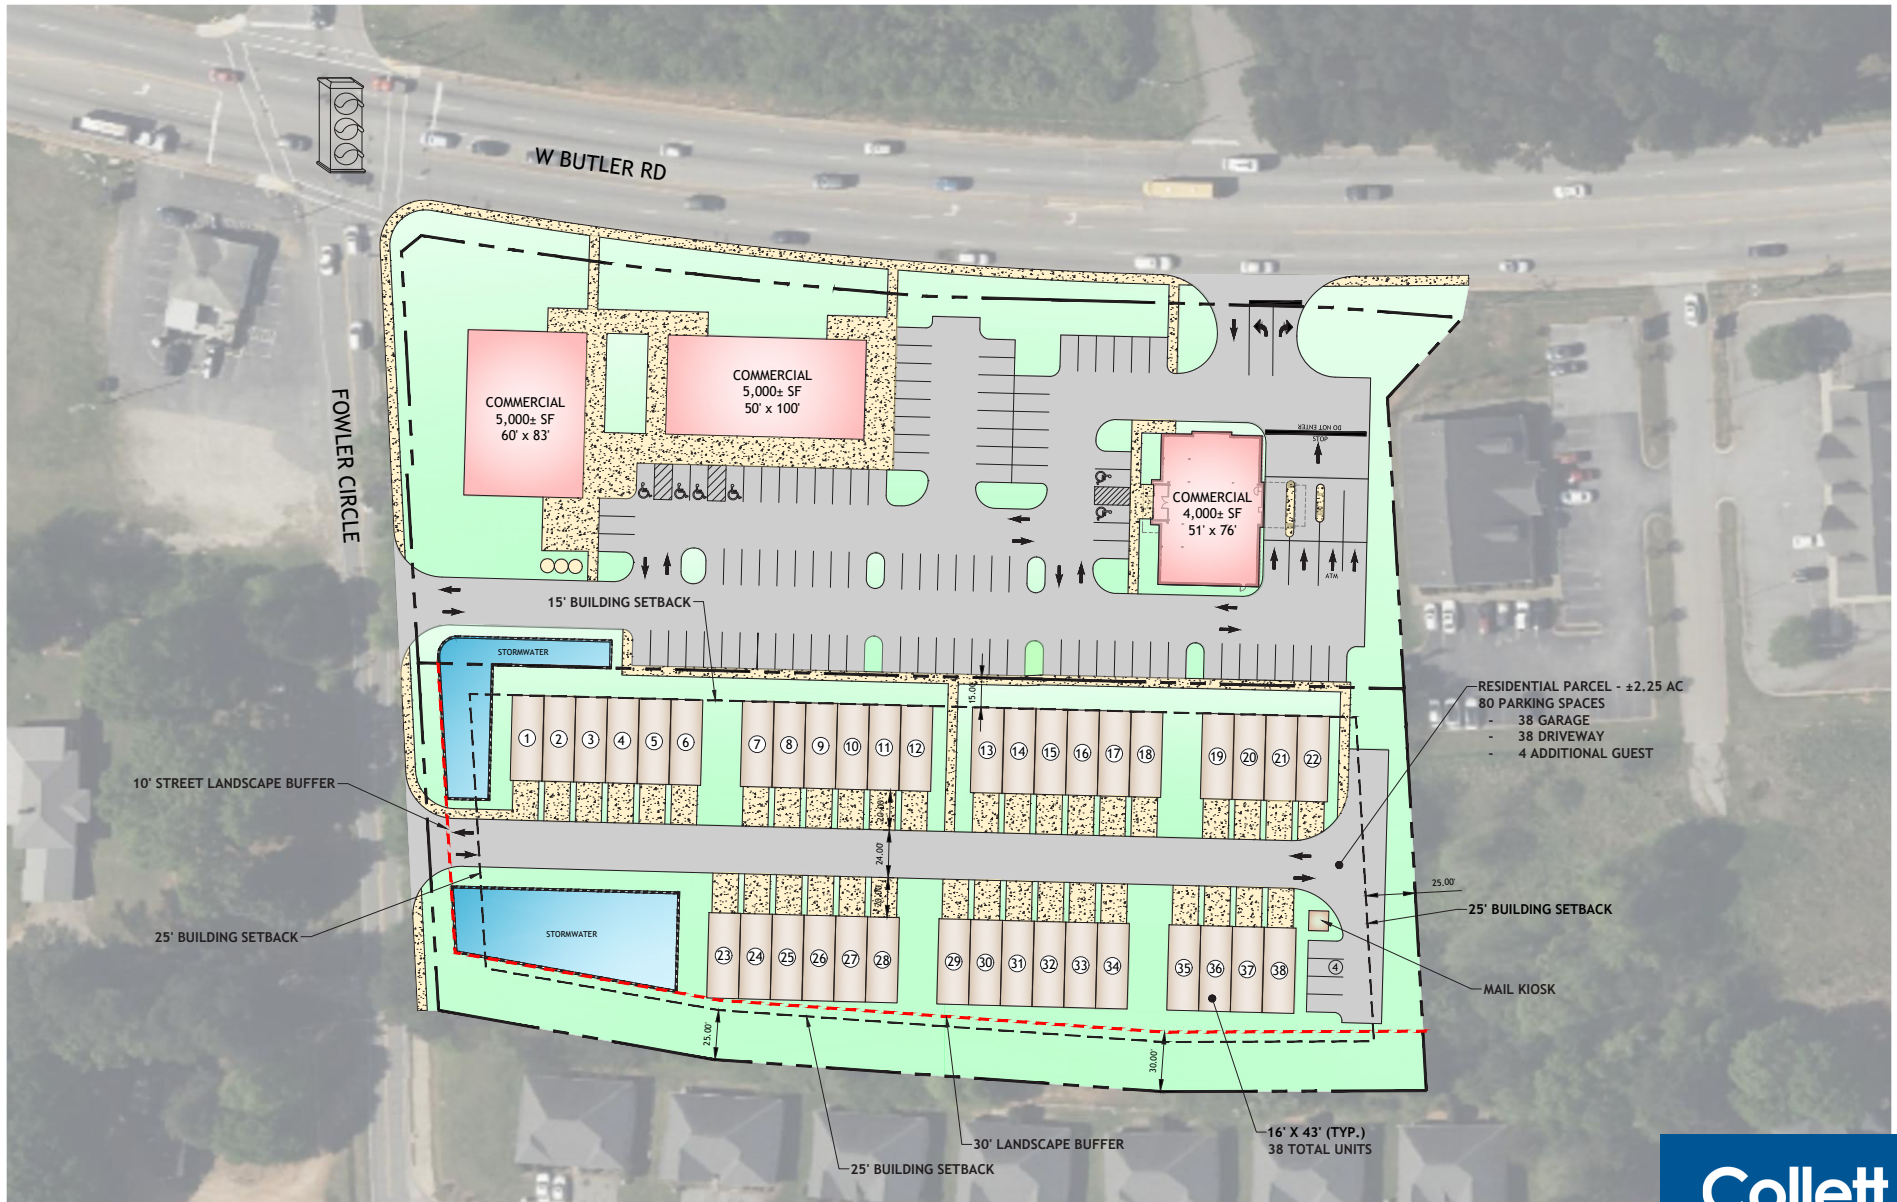 W BUTLER RD
FOWLER CIRCLE
COMMERCIAL
5,000± SF
60' x 83'
COMMERCIAL
5,000± SF
50' x 100'
COMMERCIAL
4,000± SF
51' x 76'
DO NOT ENTER
STOP
ATM
15' BUILDING SETBACK
STORMWATER
15.00'
1 2 3 4 5 6 7 8 9 10 11 12 13 14 15 16 17 18 19 20 21 22
RESIDENTIAL PARCEL - ±2.25 AC
80 PARKING SPACES
- 38 GARAGE
- 38 DRIVEWAY
- 4 ADDITIONAL GUEST
10' STREET LANDSCAPE BUFFER
24.00'
25.00'
25' BUILDING SETBACK
25' BUILDING SETBACK
STORMWATER
23 24 25 26 27 28 29 30 31 32 33 34 35 36 37 38
4
MAIL KIOSK
25.00'
30.00'
16' X 43' (TYP.)
38 TOTAL UNITS
30' LANDSCAPE BUFFER
25' BUILDING SETBACK
Collett